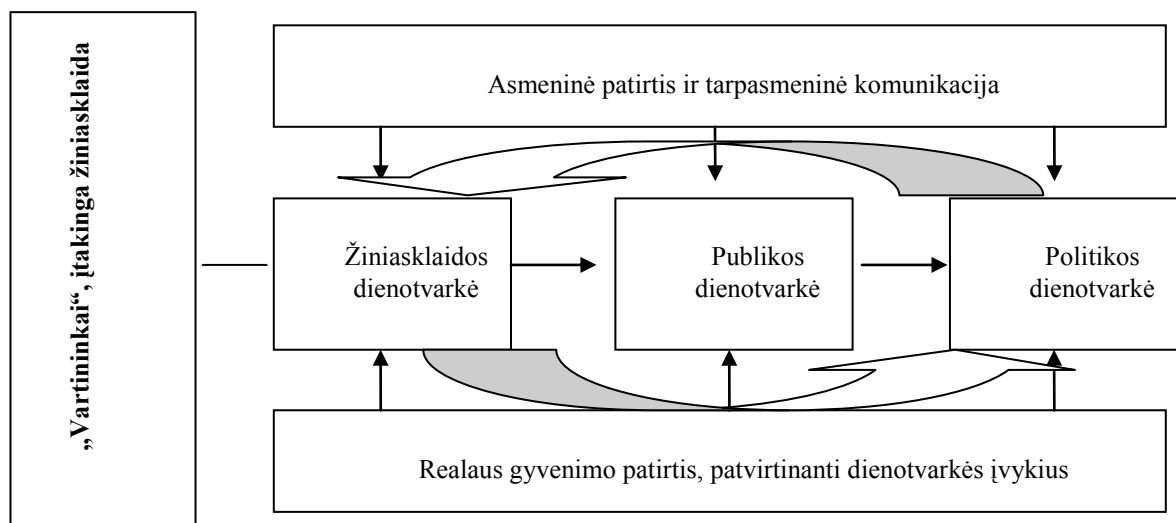 „Vartininkai“, įtakinga žiniasklaida
Asmeninė patirtis ir tarpasmeninė komunikacija
Žiniasklaidos
dienotvarkė
Publikos
dienotvarkė
Politikos
dienotvarkė
Realaus gyvenimo patirtis, patvirtinanti dienotvarkės įvykius